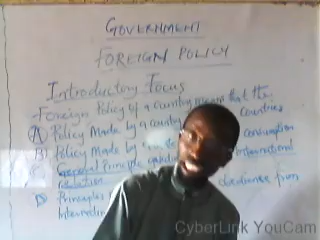 GOVERNMENT
FOREIGN POLICY
Introductory Focus
Foreign Policy of a country means that the:
A Policy Made by a country countries
B) Policy Made by consumption
C General Principle International
relation
D Principles obedience from
CyberLink YouCam